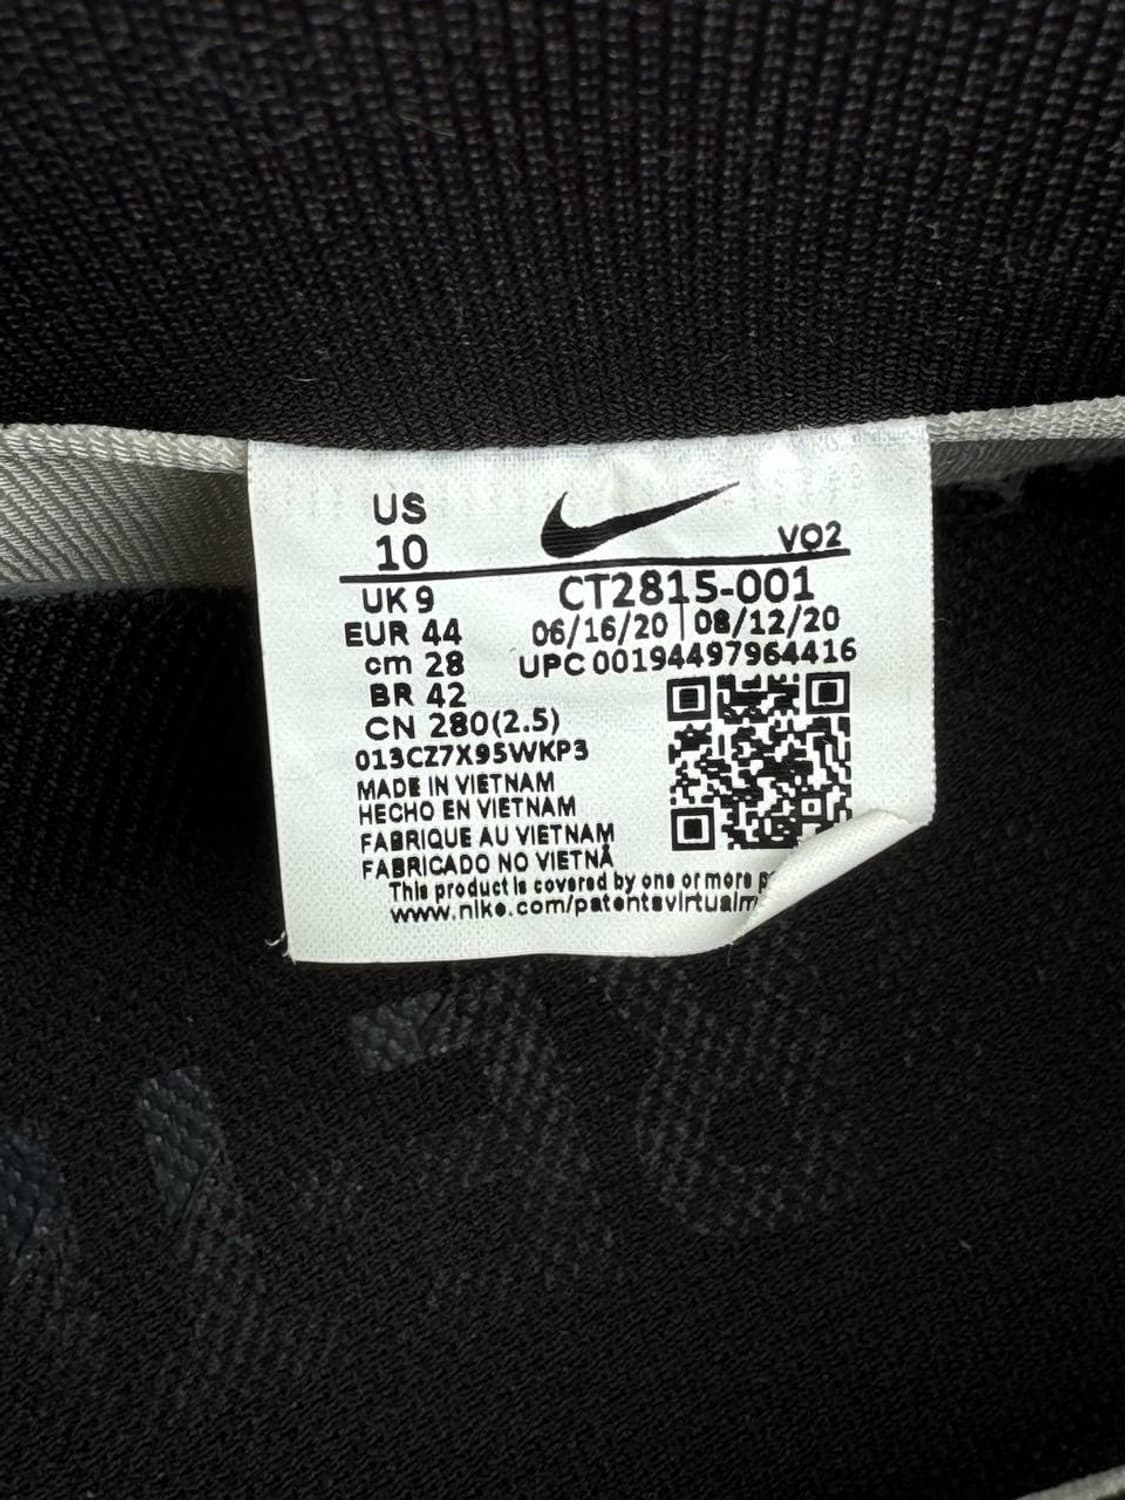 US
10
VO2
UK 9
CT2815-001
EUR 44
06/16/20 | 08/12/20
cm 28
UPC 00194497964416
BR 42
CN 280(2.5)
013CZ7X95WKP3
MADE IN VIETNAM
HECHO EN VIETNAM
FABRIQUE AU VIETNAM
FABRICADO NO VIETNÃ
This product is covered by one or more p
www.nike.com/patentsvirtualm